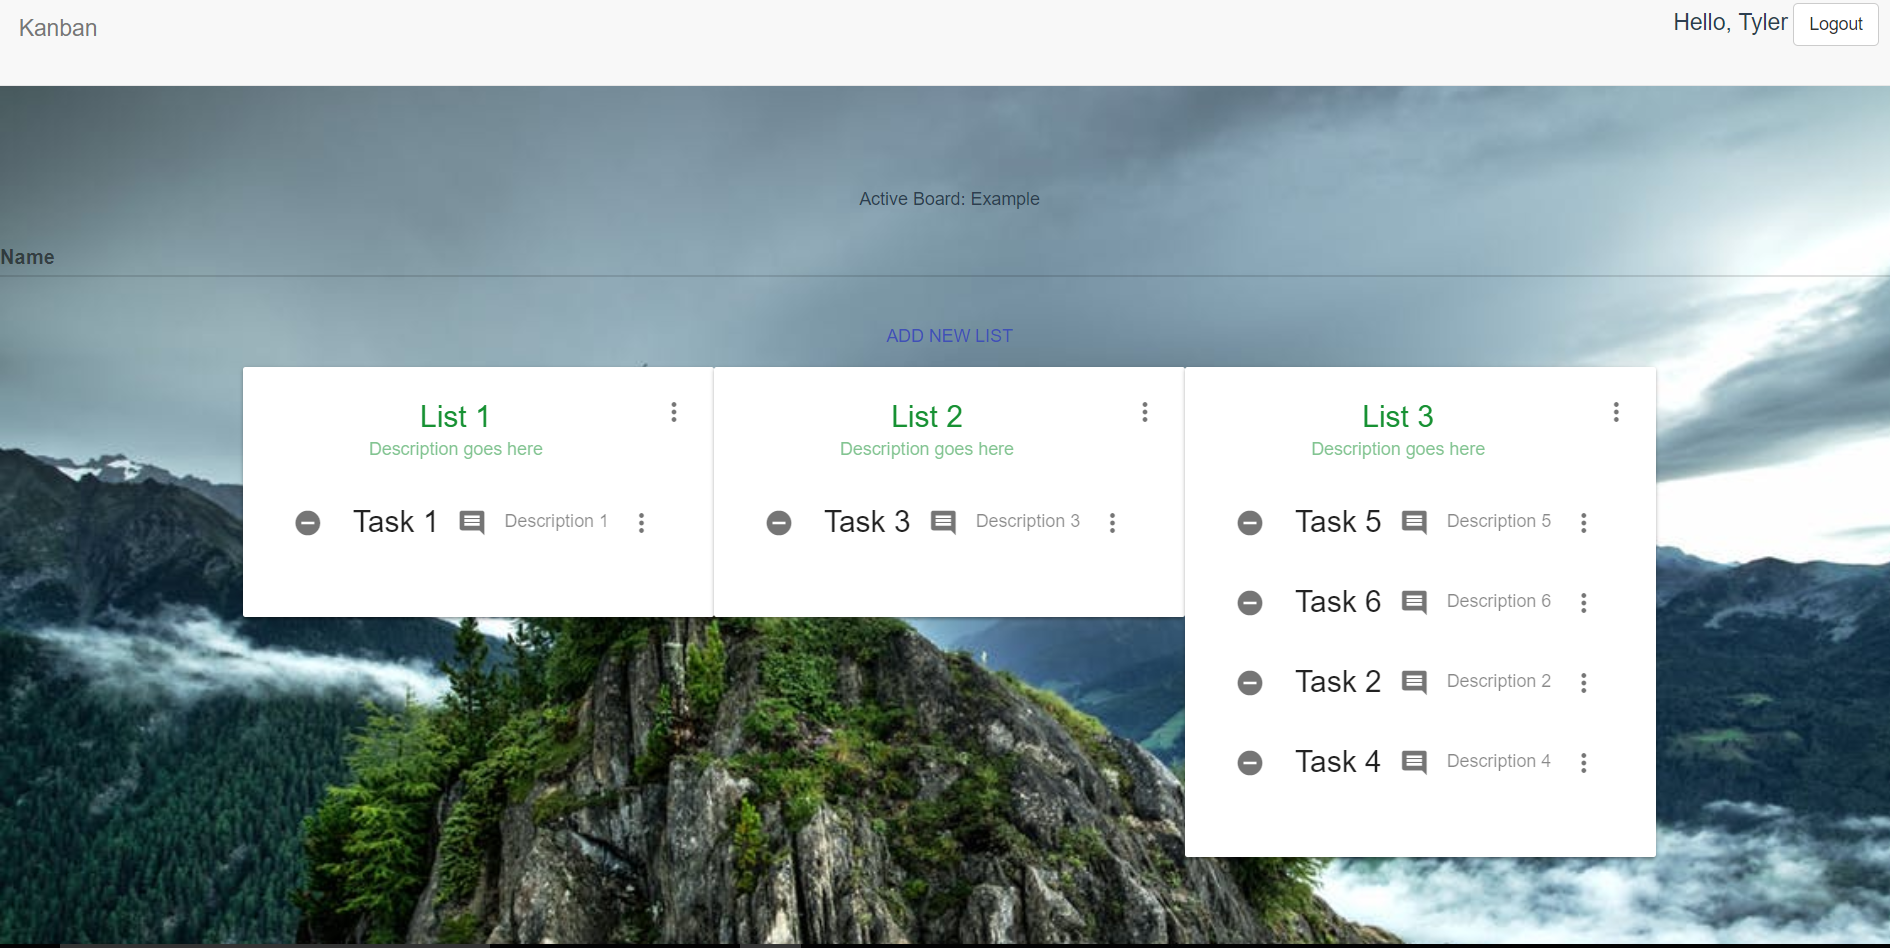 Kanban
Hello, Tyler Logout
Active Board: Example
Name
ADD NEW LIST
List 1
Description goes here
Task 1 Description 1
List 2
Description goes here
Task 3 Description 3
List 3
Description goes here
Task 5 Description 5
Task 6 Description 6
Task 2 Description 2
Task 4 Description 4